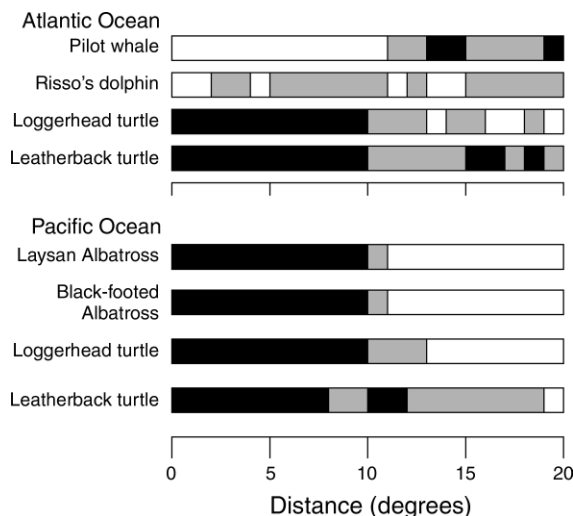 Atlantic Ocean
Pilot whale
Risso's dolphin
Loggerhead turtle
Leatherback turtle
Pacific Ocean
Laysan Albatross
Black-footed
Albatross
Loggerhead turtle
Leatherback turtle
0 5 10 15 20
Distance (degrees)